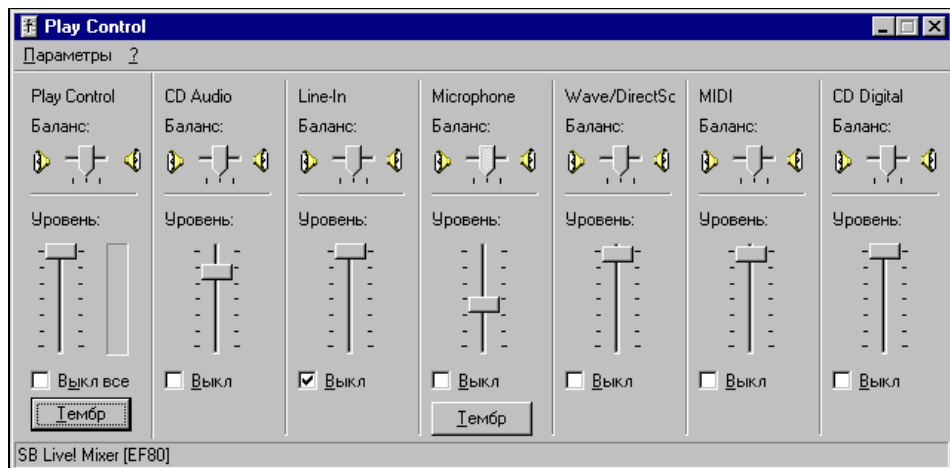 Play Control
Параметры ?
Play Control CD Audio Line-In Microphone Wave/DirectSc MIDI CD Digital
Баланс: Баланс: Баланс: Баланс: Баланс: Баланс: Баланс:
Уровень: Уровень: Уровень: Уровень: Уровень: Уровень: Уровень:
Выкл все Выкл Выкл Выкл Выкл Выкл Выкл
Тембр Тембр
SB Live! Mixer [EF80]